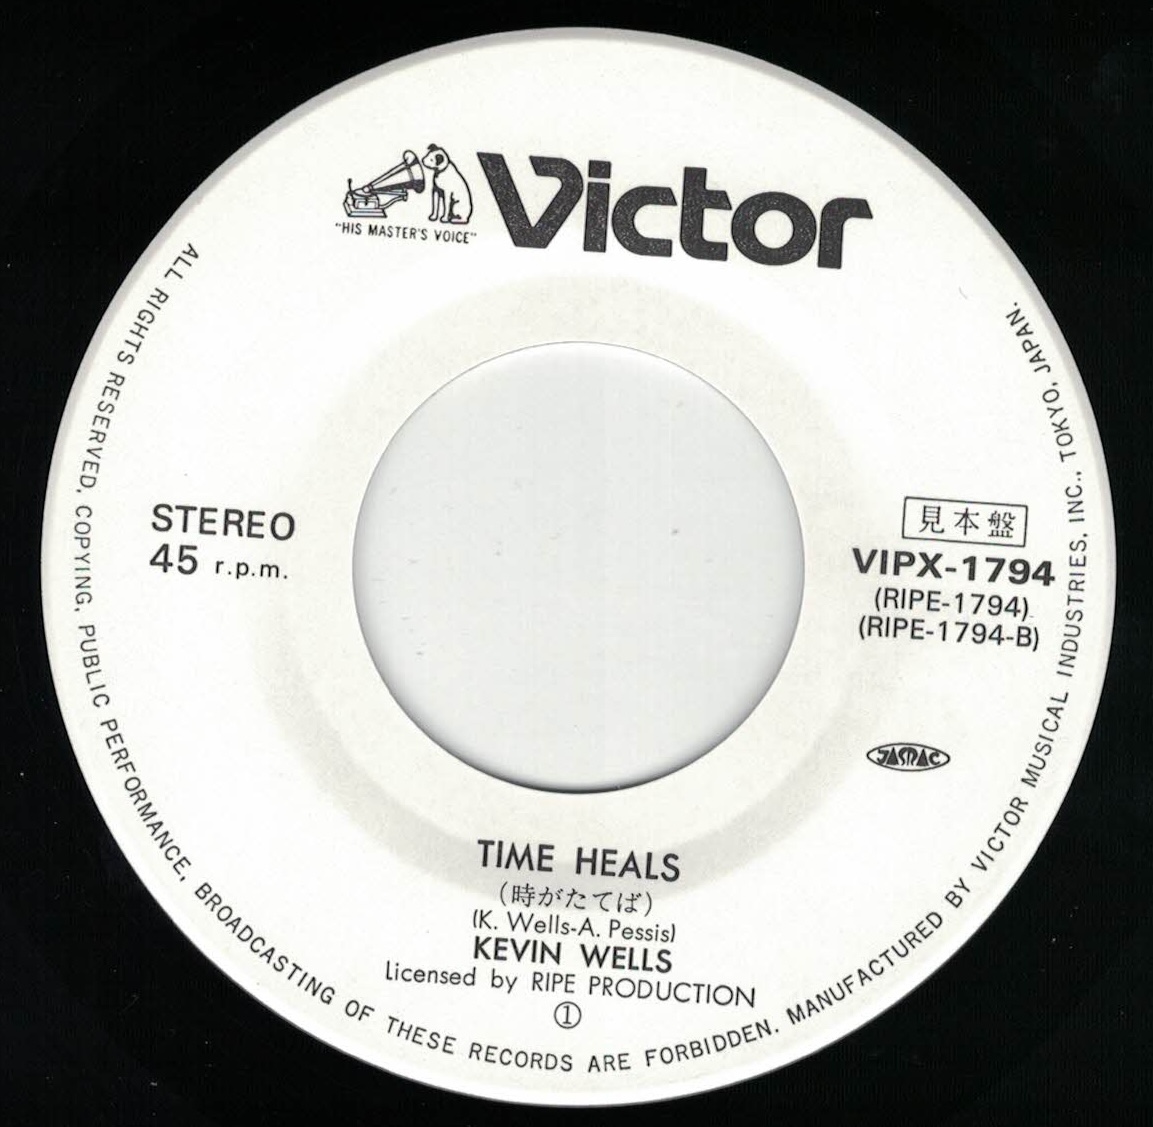 Victor
"HIS MASTER'S VOICE"
STEREO
45 r.p.m.
見本盤
VIPX-1794
(RIPE-1794)
(RIPE-1794-B)
JASRAC
TIME HEALS
(時がたてば)
(K. Wells-A. Pessis)
KEVIN WELLS
Licensed by RIPE PRODUCTION
①
ALL RIGHTS RESERVED. COPYING, PUBLIC PERFORMANCE, BROADCASTING OF THESE RECORDS ARE FORBIDDEN. MANUFACTURED BY VICTOR MUSICAL INDUSTRIES, INC., TOKYO, JAPAN.